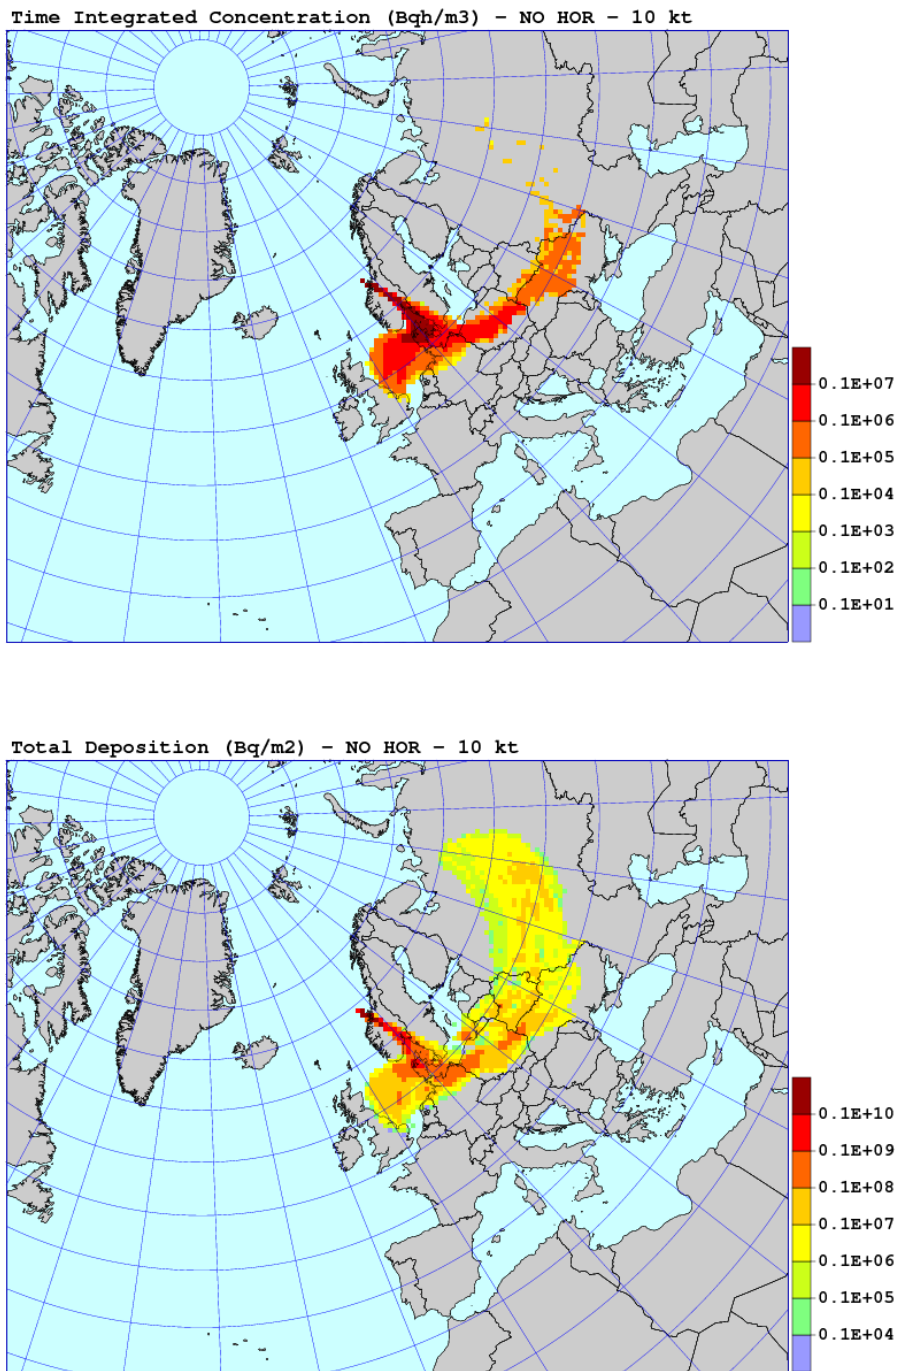 Time Integrated Concentration (Bqh/m3) – NO HOR – 10 kt
0.1E+07
0.1E+06
0.1E+05
0.1E+04
0.1E+03
0.1E+02
0.1E+01
Total Deposition (Bq/m2) – NO HOR – 10 kt
0.1E+10
0.1E+09
0.1E+08
0.1E+07
0.1E+06
0.1E+05
0.1E+04